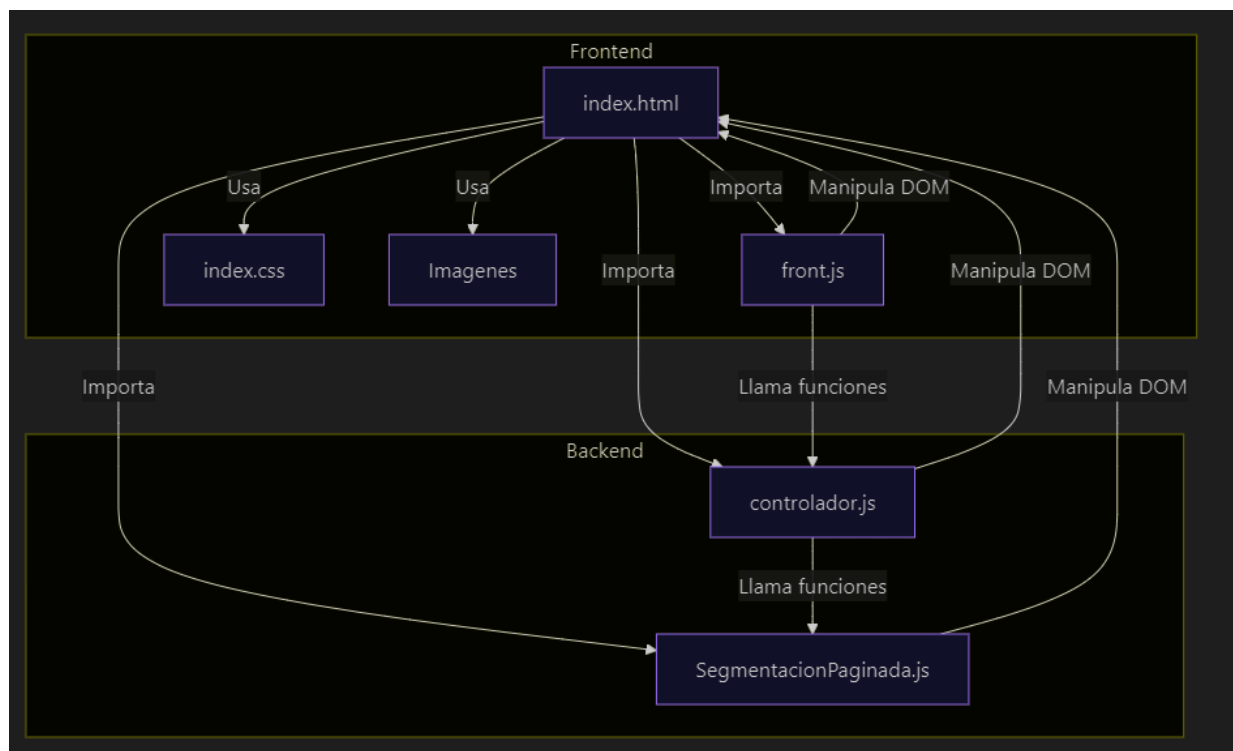 Frontend
index.html
Usa
Usa
Importa
Manipula DOM
index.css
Imagenes
Importa
front.js
Manipula DOM
Importa
Llama funciones
Manipula DOM
Backend
controlador.js
Llama funciones
SegmentacionPaginada.js